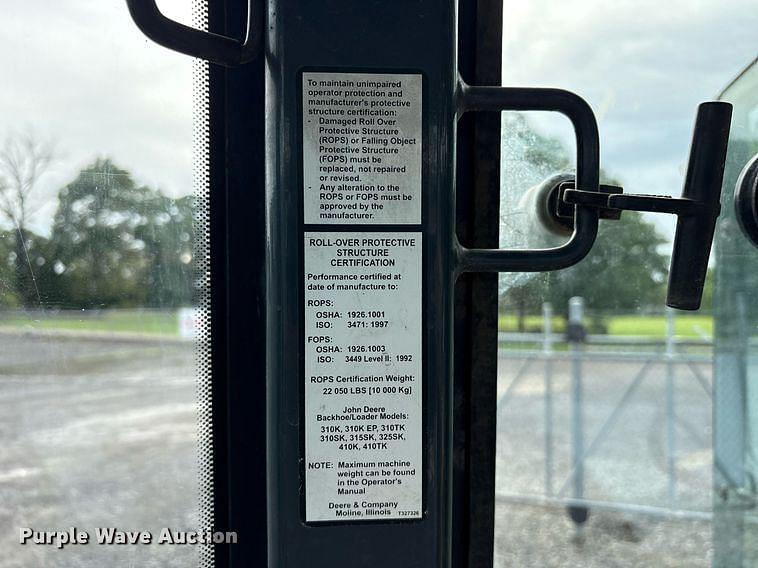 To maintain unimpaired
operator protection and
manufacturer's protective
structure certification:
- Damaged Roll Over
Protective Structure
(ROPS) or Falling Object
Protective Structure
(FOPS) must be
replaced, not repaired
or revised.
- Any alteration to the
ROPS or FOPS must be
approved by the
manufacturer.
ROLL-OVER PROTECTIVE
STRUCTURE
CERTIFICATION
Performance certified at
date of manufacture to:
ROPS:
OSHA: 1926.1001
ISO: 3471: 1997
FOPS:
OSHA: 1926.1003
ISO: 3449 Level II: 1992
ROPS Certification Weight:
22 050 LBS [10 000 Kg]
John Deere
Backhoe/Loader Models:
310K, 310K EP, 310TK
310SK, 315SK, 325SK,
410K, 410TK
NOTE: Maximum machine
weight can be found
in the Operator's
Manual
Deere & Company
Moline, Illinois T327326
Purple Wave Auction